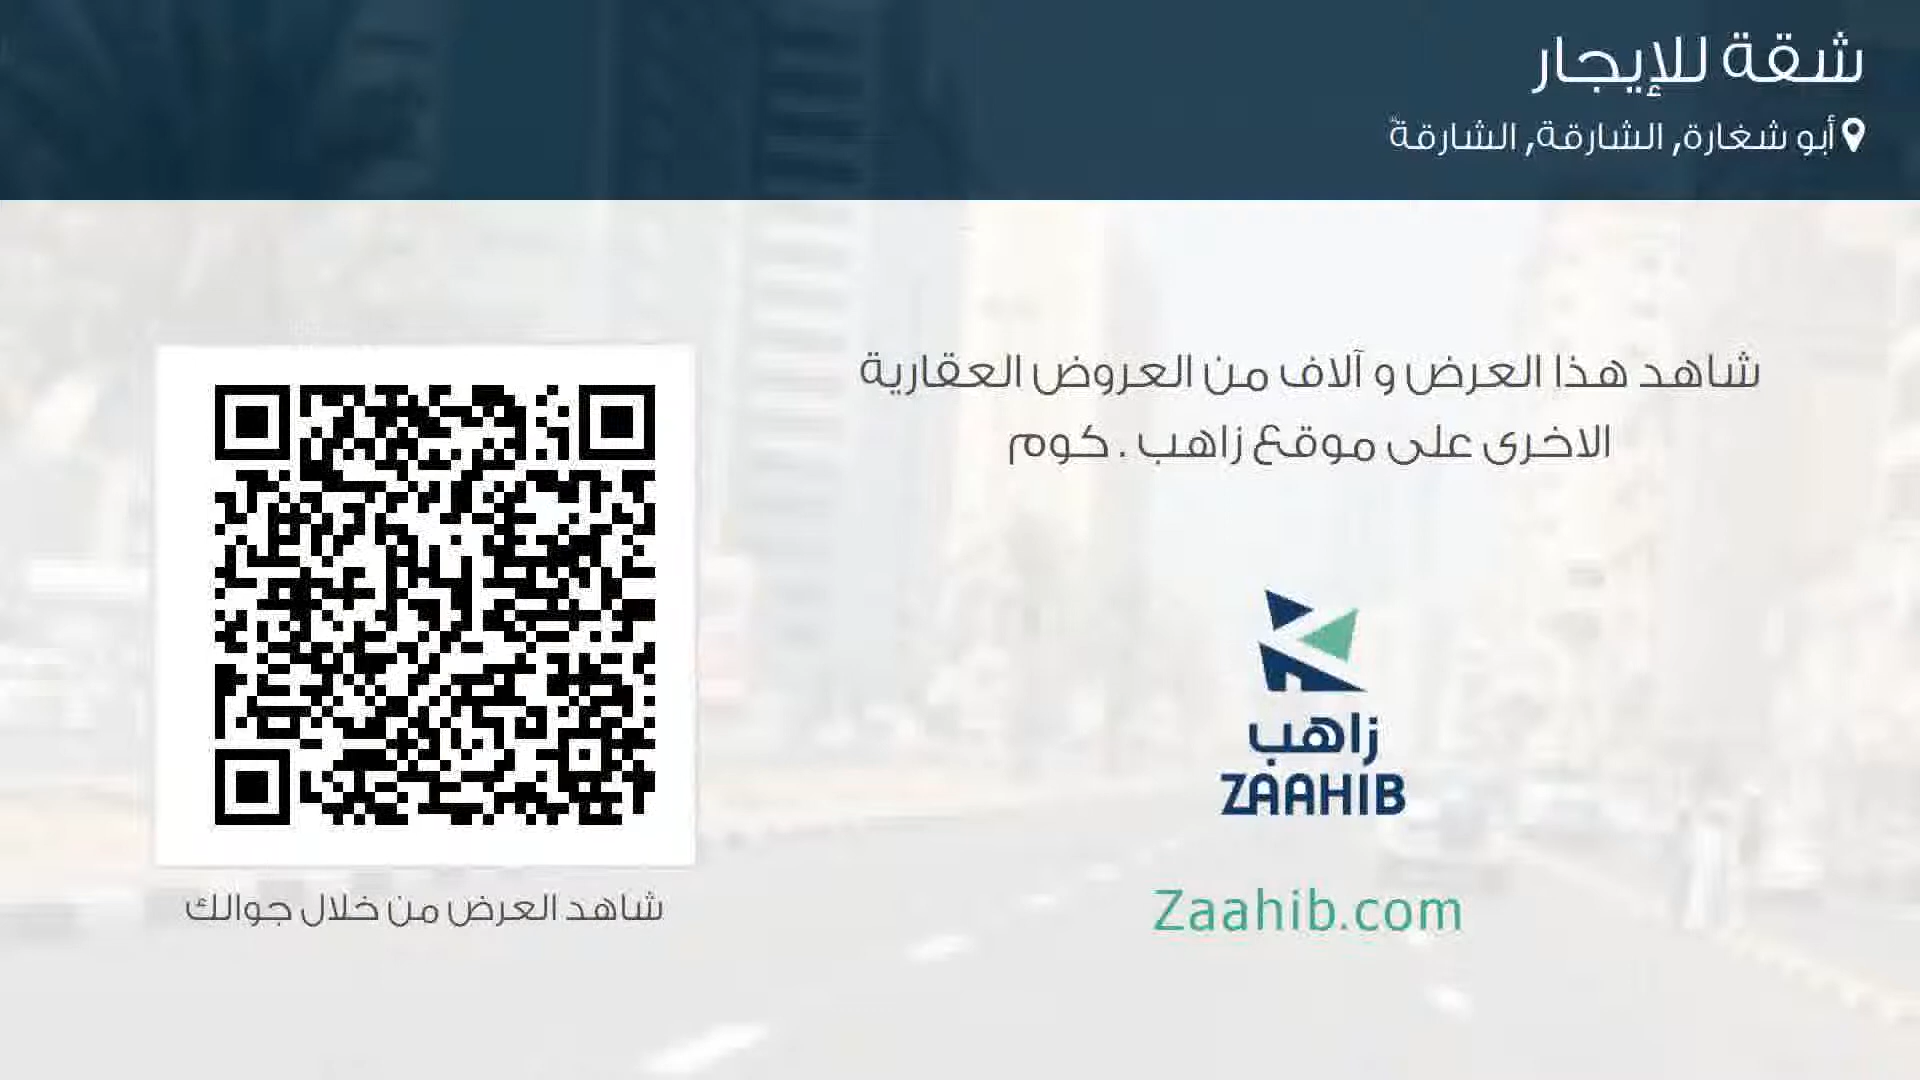 شقة للإيجار
أبو شغارة, الشارقة, الشارقة
شاهد هذا العرض و آلاف من العروض العقارية
الاخرى على موقع زاهب . كوم
زاهب
ZAAHIB
Zaahib.com
شاهد العرض من خلال جوالك